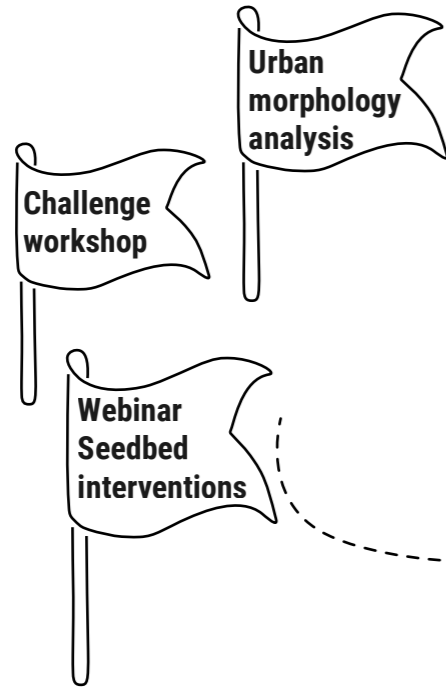 Urban
morphology
analysis
Challenge
workshop
Webinar
Seedbed
interventions